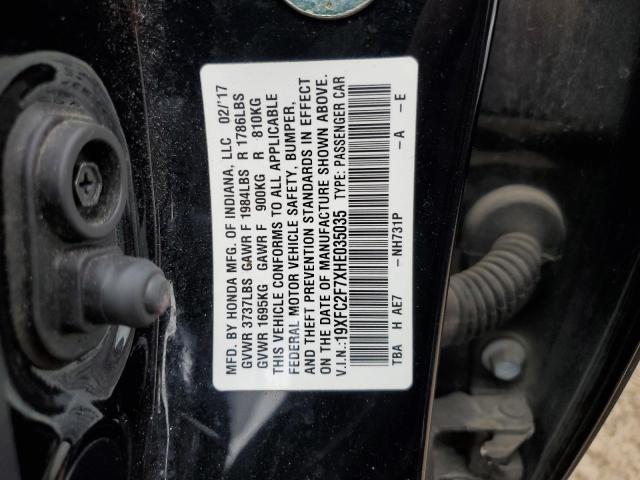 MFD. BY HONDA MFG. OF INDIANA, LLC 02/'17
GVWR 3737LBS GAWR F 1984LBS R 1786LBS
GVWR 1695KG GAWR F 900KG R 810KG
THIS VEHICLE CONFORMS TO ALL APPLICABLE
FEDERAL MOTOR VEHICLE SAFETY, BUMPER,
AND THEFT PREVENTION STANDARDS IN EFFECT
ON THE DATE OF MANUFACTURE SHOWN ABOVE.
V.I.N.:19XFC2F7XHE035035 TYPE: PASSENGER CAR
TBA H AE7 -NH731P -A -E